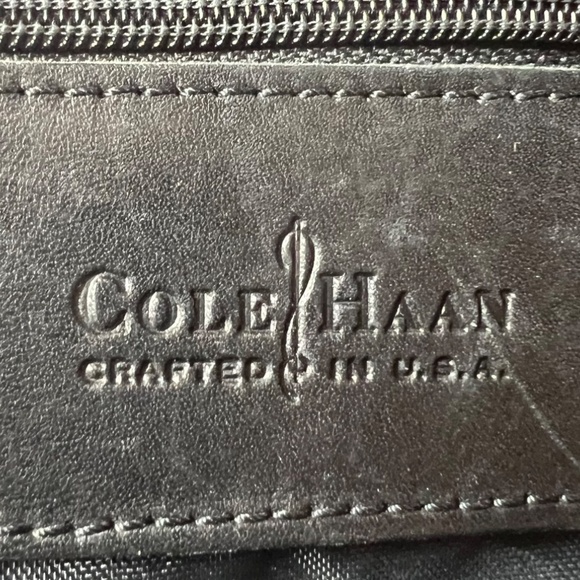 COLE HAAN
CRAFTED IN U.S.A.